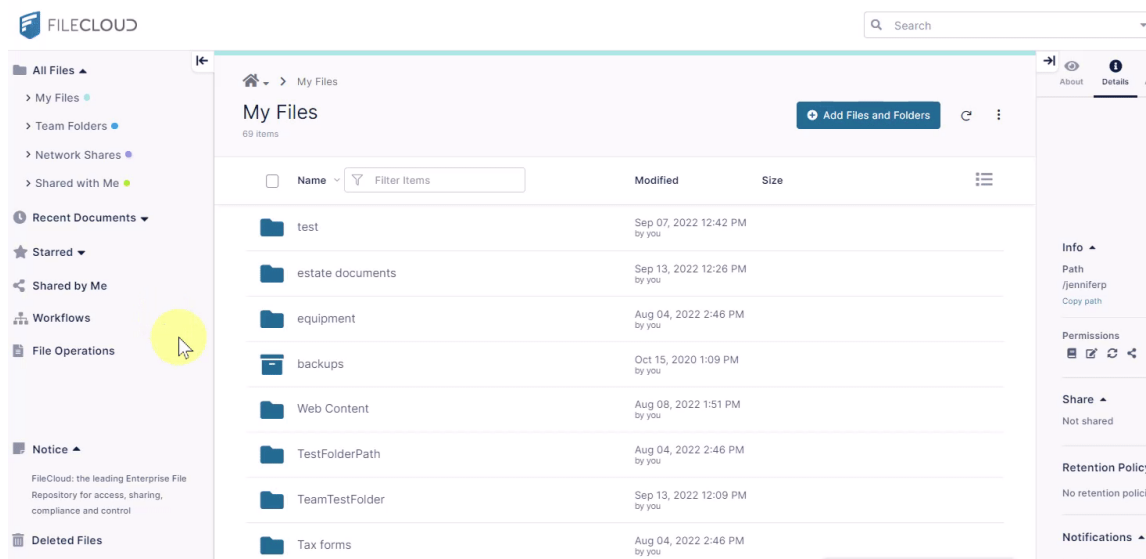 FILECLOUD
Search
All Files
My Files
Team Folders
Network Shares
Shared with Me
Recent Documents
Starred
Shared by Me
Workflows
File Operations
Notice
FileCloud: the leading Enterprise File
Repository for access, sharing,
compliance and control
Deleted Files
My Files
My Files
69 items
Add Files and Folders
Name
Filter Items
Modified
Size
test
Sep 07, 2022 12:42 PM
by you
estate documents
Sep 13, 2022 12:26 PM
by you
equipment
Aug 04, 2022 2:46 PM
by you
backups
Oct 15, 2020 1:09 PM
by you
Web Content
Aug 08, 2022 1:51 PM
by you
TestFolderPath
Aug 04, 2022 2:46 PM
by you
TeamTestFolder
Sep 13, 2022 12:09 PM
by you
Tax forms
Aug 04, 2022 2:46 PM
by you
About
Details
Info
Path
/jenniferp
Copy path
Permissions
Share
Not shared
Retention Policy
No retention polici
Notifications